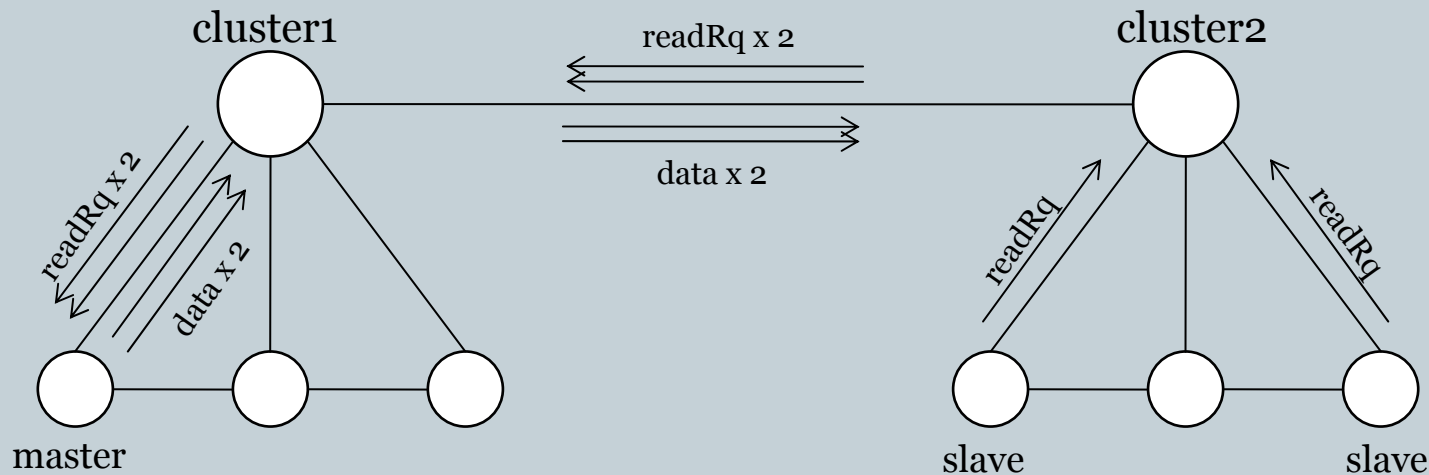 cluster1
readRq x 2
cluster2
data x 2
readRq x 2
data x 2
readRq
readRq
master
slave
slave